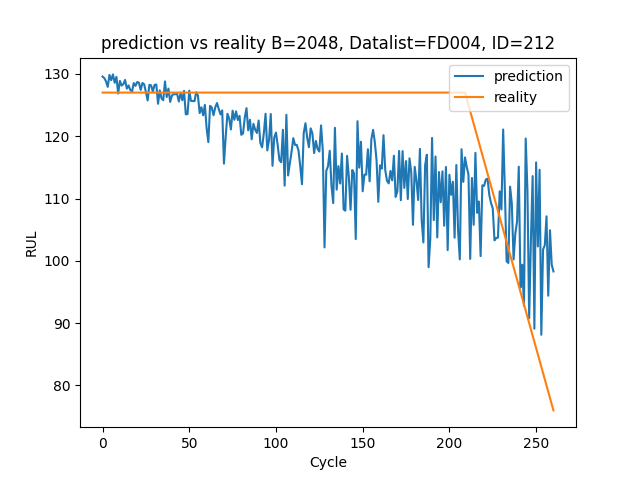 prediction vs reality B=2048, Datalist=FD004, ID=212
prediction
reality
RUL
130
120
110
100
90
80
0
50
100
150
200
250
Cycle